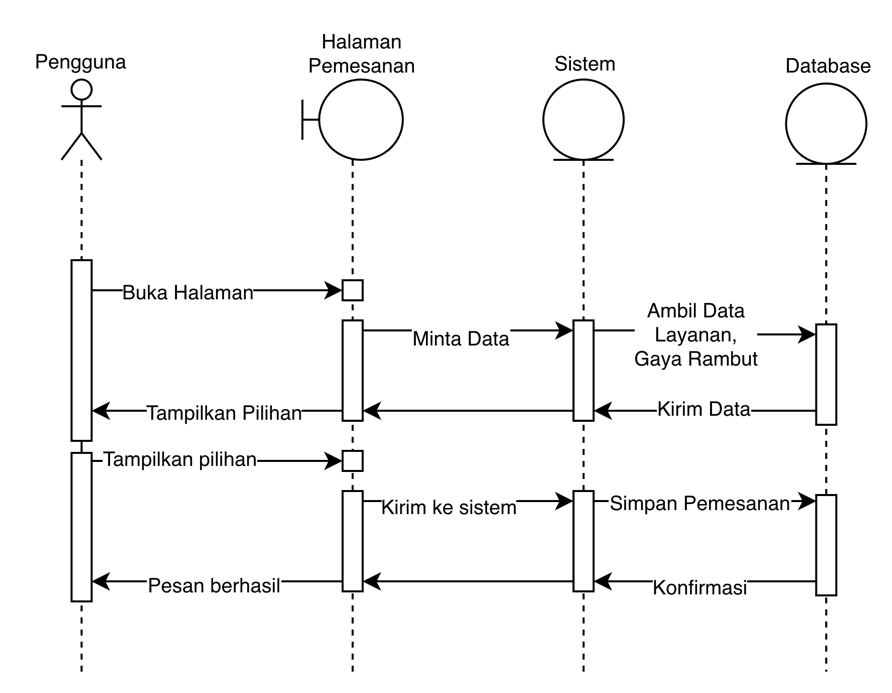 Pengguna
Halaman
Pemesanan
Sistem
Database
Buka Halaman
Minta Data
Ambil Data
Layanan,
Gaya Rambut
Tampilkan Pilihan
Kirim Data
Tampilkan pilihan
Kirim ke sistem
Simpan Pemesanan
Pesan berhasil
Konfirmasi